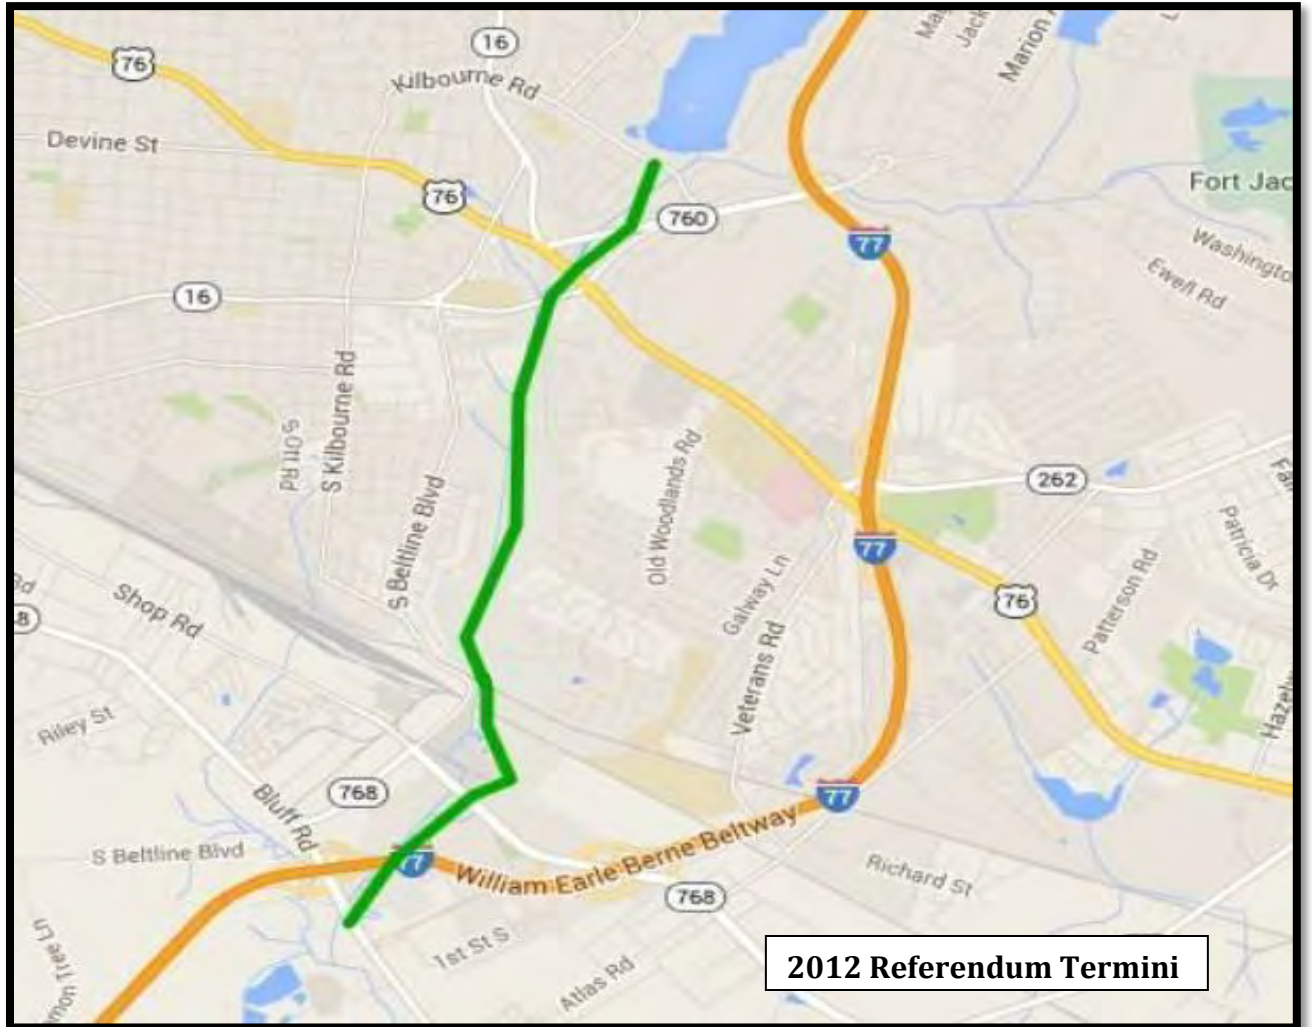 16
76
Kilbourne Rd
Marion
Devine St
76
Fort Jac
760
77
Washingto
Ewell Rd
16
S Kilbourne Rd
S Ott Rd
Old Woodlands Rd
262
S Beltline Blvd
77
Patricia Dr
Galway Ln
Patterson Rd
76
Shop Rd
Veterans Rd
Riley St
768
77
Bluff Rd
S Beltline Blvd
77
William Earle Berne Beltway
Richard St
768
1st St S
Atlas Rd
2012 Referendum Termini